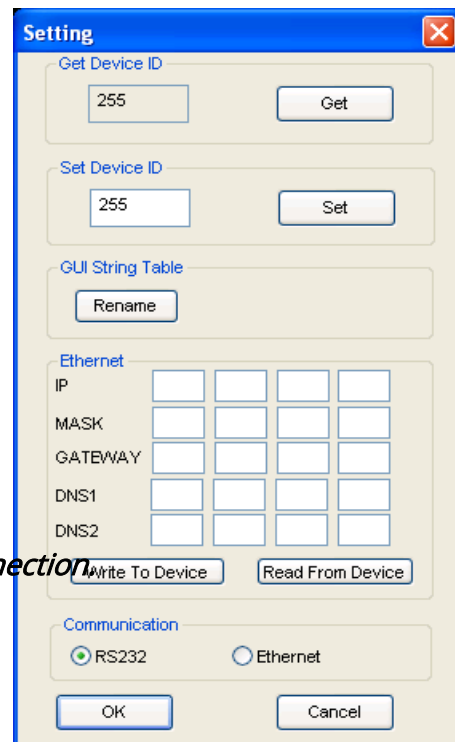 Setting
Get Device ID
255 Get
Set Device ID
255 Set
GUI String Table
Rename
Ethernet
IP
MASK
GATEWAY
DNS1
DNS2
Write To Device Read From Device
Communication
RS232 Ethernet
OK Cancel